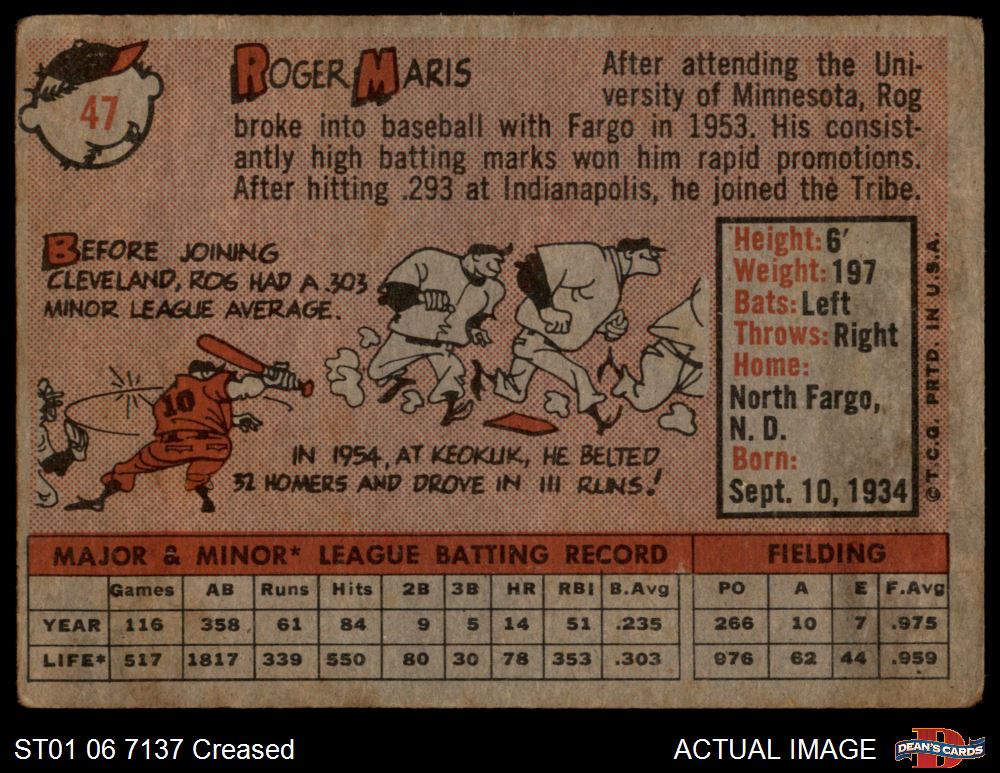 47
ROGER MARIS
After attending the Uni-
versity of Minnesota, Rog
broke into baseball with Fargo in 1953. His consist-
antly high batting marks won him rapid promotions.
After hitting .293 at Indianapolis, he joined the Tribe.
BEFORE JOINING
CLEVELAND, ROG HAD A .303
MINOR LEAGUE AVERAGE.
10
IN 1954, AT KEOKUK, HE BELTED
32 HOMERS AND DROVE IN 111 RUNS!
Height: 6'
Weight: 197
Bats: Left
Throws: Right
Home:
North Fargo,
N. D.
Born:
Sept. 10, 1934
©T.C.G. PRTD. IN U.S.A.
MAJOR & MINOR* LEAGUE BATTING RECORD FIELDING
Games AB Runs Hits 2B 3B HR RBI B.Avg PO A E F.Avg
YEAR 116 358 61 84 9 5 14 51 .235 266 10 7 .975
LIFE* 517 1817 339 550 80 30 78 353 .303 976 62 44 .959
ST01 06 7137 Creased
ACTUAL IMAGE
D
DEAN'S CARDS